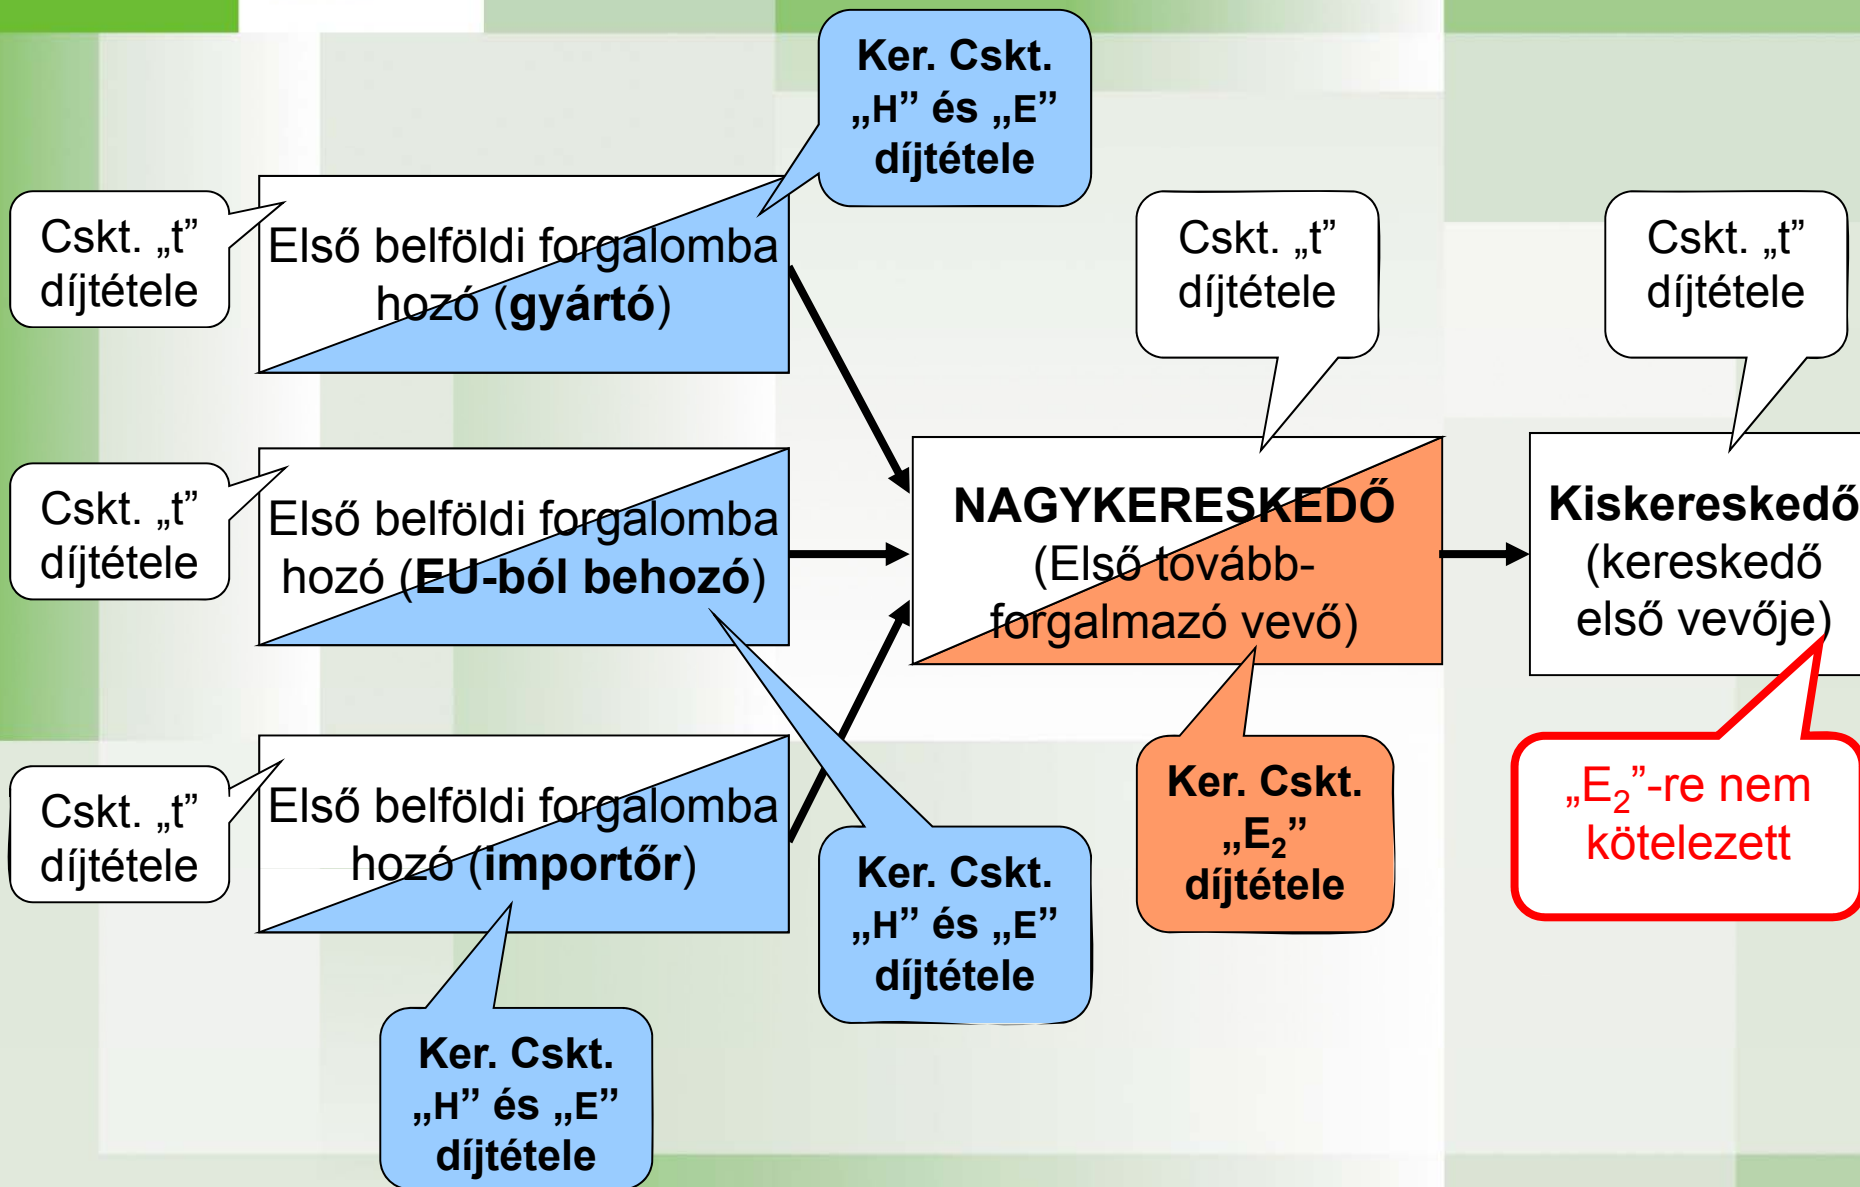 Ker. Cskt.
„H” és „E”
díjtétele
Cskt. „t”
díjtétele
Első belföldi forgalomba
hozó (gyártó)
Cskt. „t”
díjtétele
Cskt. „t”
díjtétele
Cskt. „t”
díjtétele
Első belföldi forgalomba
hozó (EU-ból behozó)
NAGYKERESKEDŐ
(Első tovább-
forgalmazó vevő)
Kiskereskedő
(kereskedő
első vevője)
Cskt. „t”
díjtétele
Első belföldi forgalomba
hozó (importőr)
Ker. Cskt.
„H” és „E”
díjtétele
Ker. Cskt.
„E₂”
díjtétele
„E₂”-re nem
kötelezett
Ker. Cskt.
„H” és „E”
díjtétele